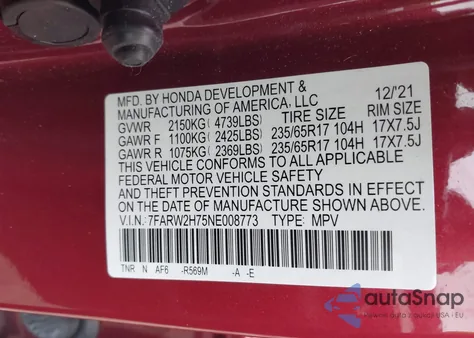 MFD. BY HONDA DEVELOPMENT & 12/'21
MANUFACTURING OF AMERICA, LLC
GVWR 2150KG( 4739LBS) TIRE SIZE RIM SIZE
GAWR F 1100KG( 2425LBS) 235/65R17 104H 17X7.5J
GAWR R 1075KG( 2369LBS) 235/65R17 104H 17X7.5J
THIS VEHICLE CONFORMS TO ALL APPLICABLE
FEDERAL MOTOR VEHICLE SAFETY
AND THEFT PREVENTION STANDARDS IN EFFECT
ON THE DATE OF MANUFACTURE SHOWN ABOVE.
V.I.N.: 7FARW2H75NE008773 TYPE: MPV
TNR N AF6 -R569M -A -E
autoSnap